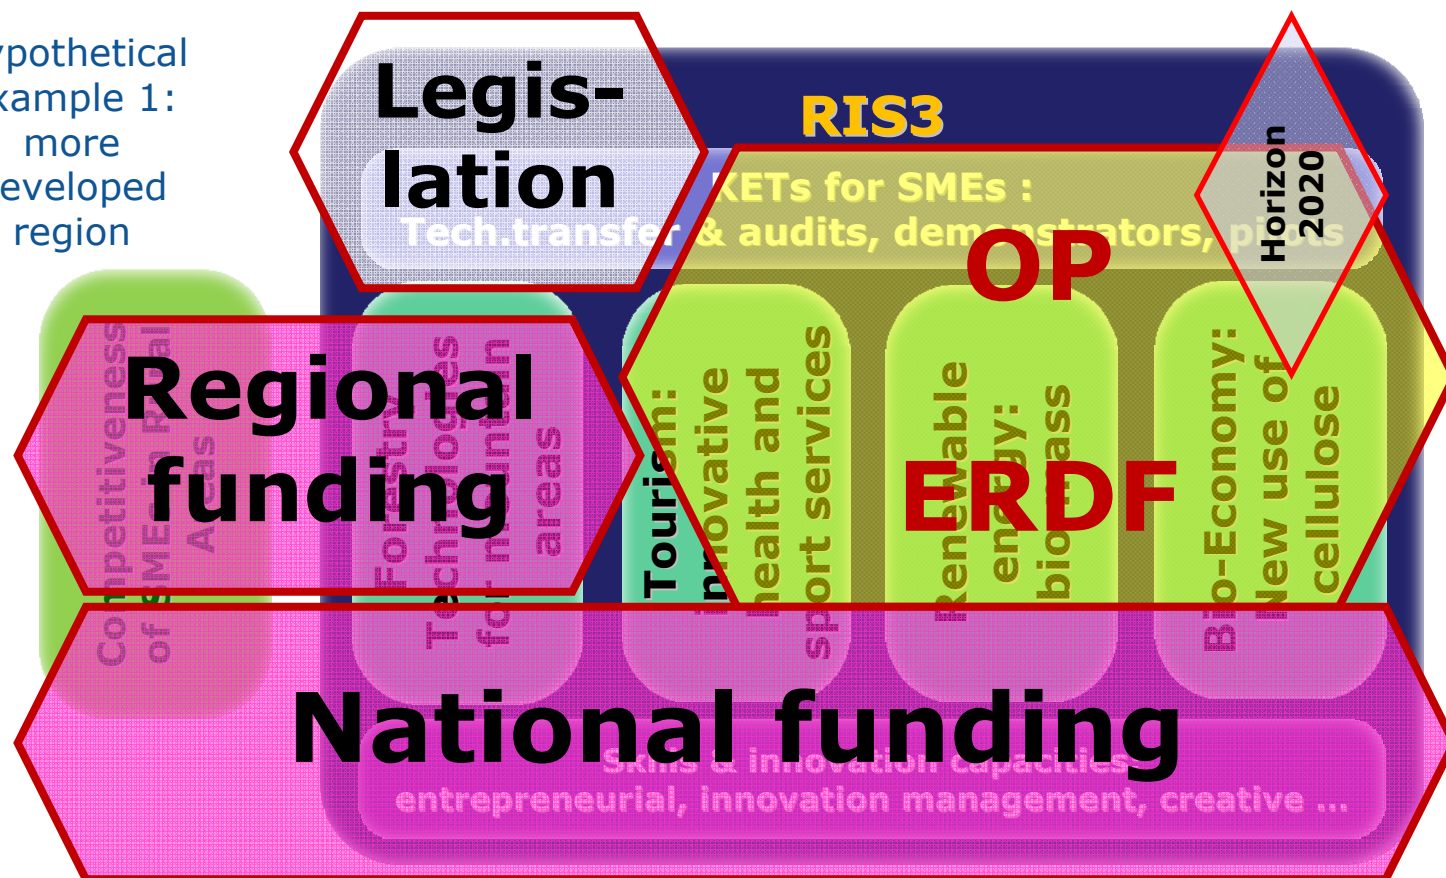 ypothetical
xample 1:
more
eveloped
region
Legis-
lation
RIS3
Horizon
2020
KETs for SMEs :
Tech.transfer & audits, demonstrators, pilots
OP
ERDF
Regional
funding
Competitiveness
of SMEs in Rural
Areas
Forestry
Technologies
for mountain
areas
Tourism:
innovative
health and
sport services
Renewable
energy:
biomass
Bio-Economy:
New use of
cellulose
National funding
Skills & innovation capacities
entrepreneurial, innovation management, creative ...